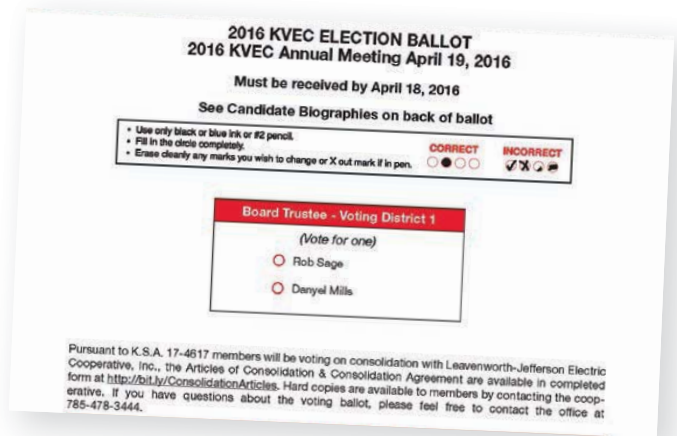 2016 KVEC ELECTION BALLOT
2016 KVEC Annual Meeting April 19, 2016
Must be received by April 18, 2016
See Candidate Biographies on back of ballot
• Use only black or blue ink or #2 pencil.
• Fill in the circle completely.
• Erase cleanly any marks you wish to change or X out mark if in pen.
CORRECT
INCORRECT
Board Trustee - Voting District 1
(Vote for one)
Rob Sage
Danyel Mills
Pursuant to K.S.A. 17-4617 members will be voting on consolidation with Leavenworth-Jefferson Electric
Cooperative, Inc., the Articles of Consolidation & Consolidation Agreement are available in completed
form at http://bit.ly/ConsolidationArticles. Hard copies are available to members by contacting the coop-
erative. If you have questions about the voting ballot, please feel free to contact the office at
785-478-3444.